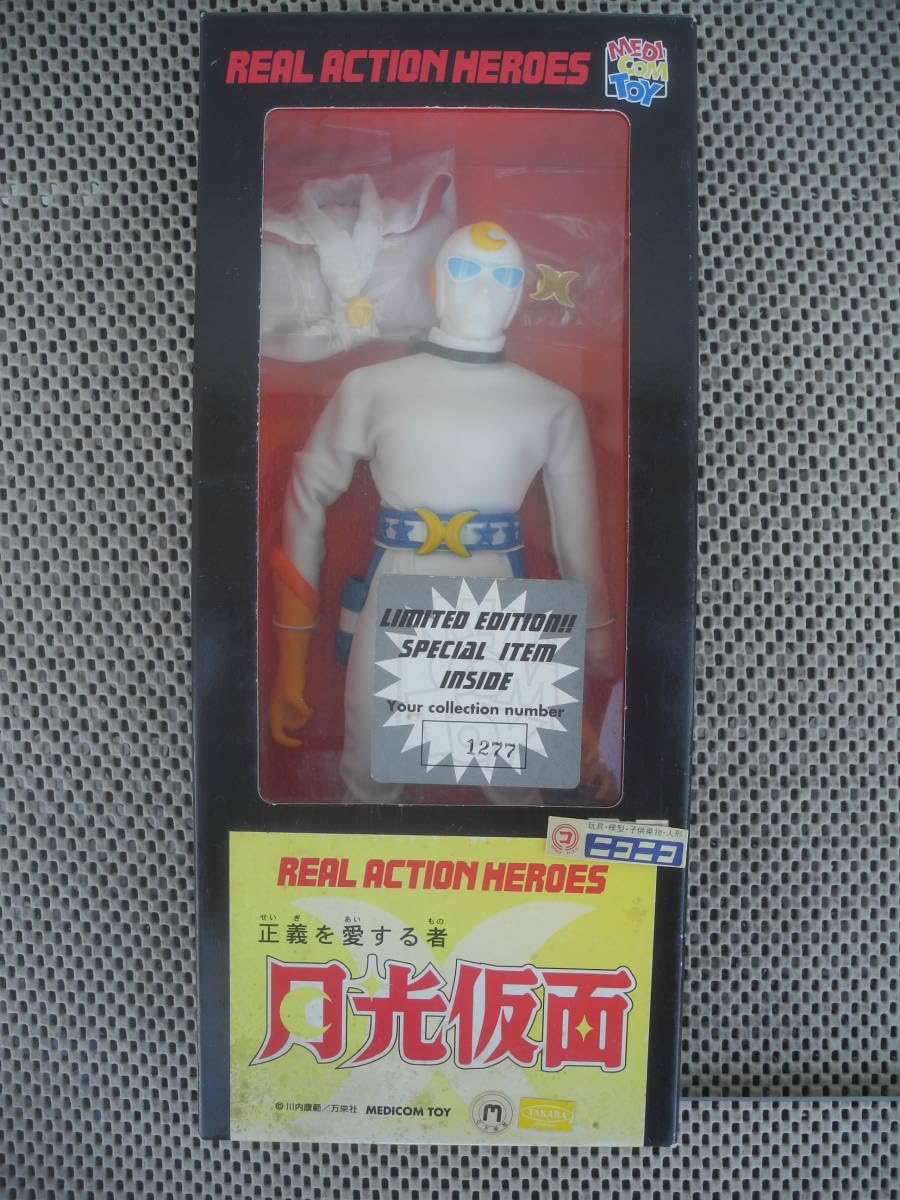 REAL ACTION HEROES
MEDI
COM
TOY
LIMITED EDITION!!
SPECIAL ITEM
INSIDE
Your collection number
1277
玩具・模型・子供乗物・人形
コ
ニコニコ
REAL ACTION HEROES
せいぎ あい もの
正義を愛する者
月光仮面
©川内康範/万栄社 MEDICOM TOY
M
TAKARA